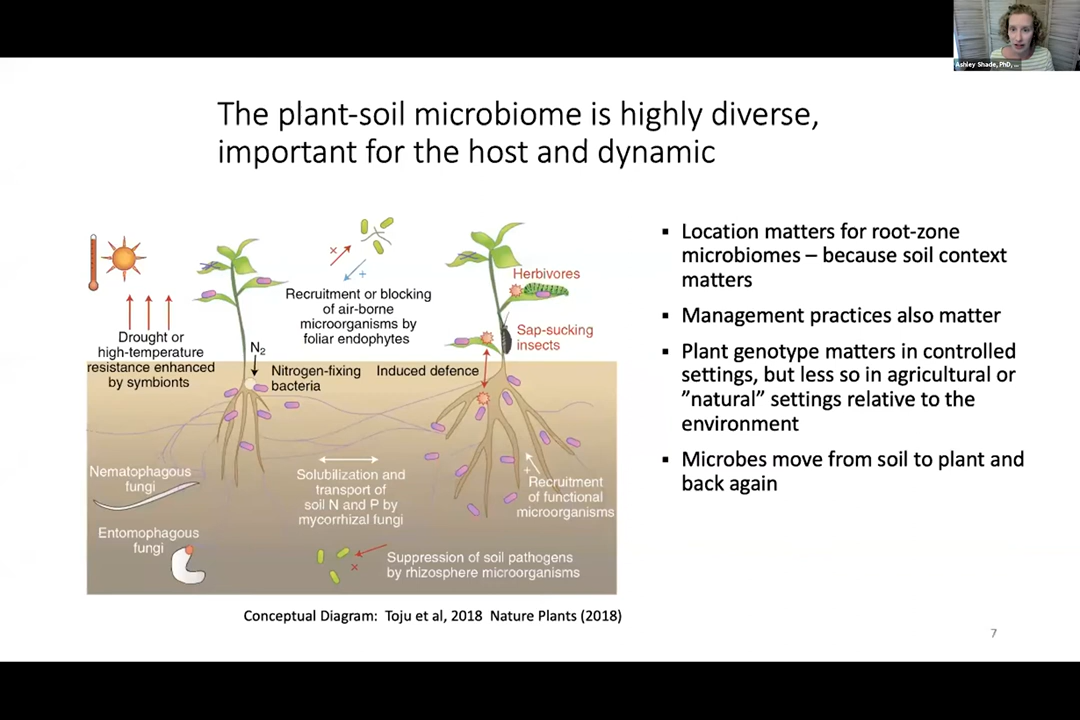 Ashley Shade, PhD, ...
The plant-soil microbiome is highly diverse,
important for the host and dynamic
Drought or
high-temperature
resistance enhanced
by symbionts
N2
Nitrogen-fixing
bacteria
×
+
Recruitment or blocking
of air-borne
microorganisms by
foliar endophytes
Herbivores
Sap-sucking
insects
Induced defence
Nematophagous
fungi
Entomophagous
fungi
Solubilization and
transport of
soil N and P by
mycorrhizal fungi
+
Recruitment
of functional
microorganisms
×
Suppression of soil pathogens
by rhizosphere microorganisms
Conceptual Diagram: Toju et al, 2018 Nature Plants (2018)
▪ Location matters for root-zone
microbiomes – because soil context
matters
▪ Management practices also matter
▪ Plant genotype matters in controlled
settings, but less so in agricultural or
”natural” settings relative to the
environment
▪ Microbes move from soil to plant and
back again
7